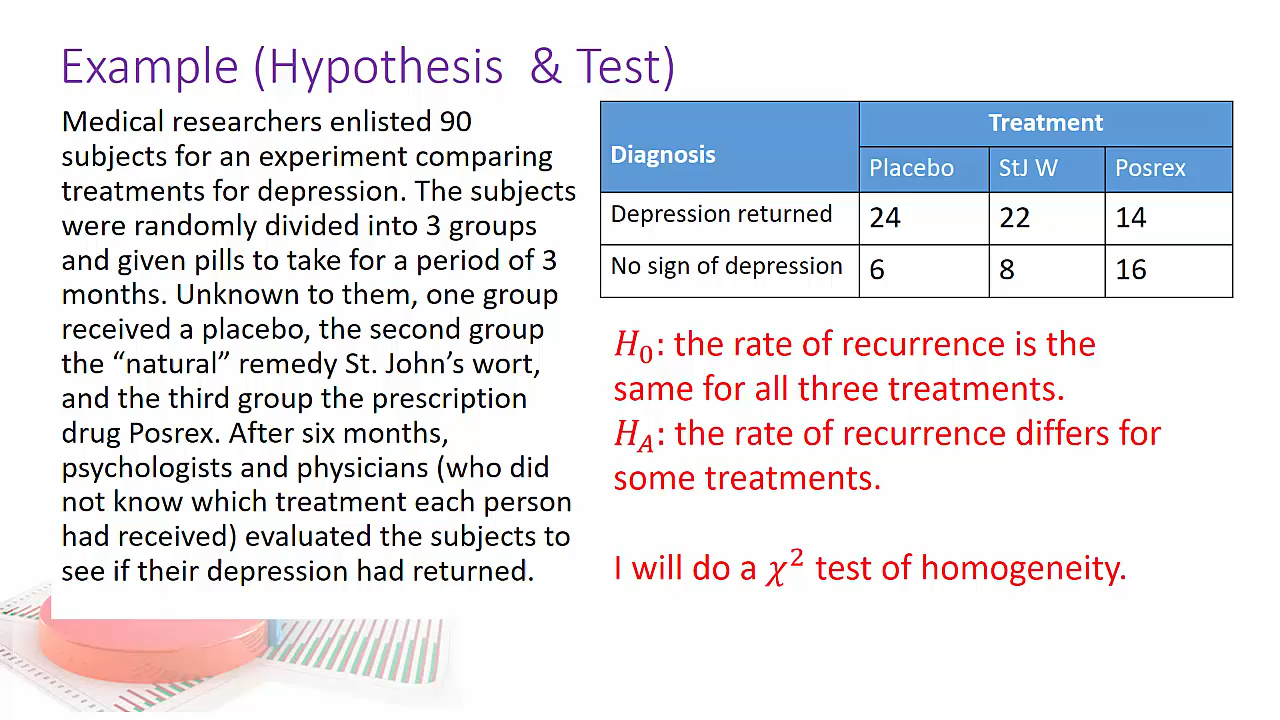 Example (Hypothesis & Test)
Medical researchers enlisted 90
subjects for an experiment comparing
treatments for depression. The subjects
were randomly divided into 3 groups
and given pills to take for a period of 3
months. Unknown to them, one group
received a placebo, the second group
the “natural” remedy St. John’s wort,
and the third group the prescription
drug Posrex. After six months,
psychologists and physicians (who did
not know which treatment each person
had received) evaluated the subjects to
see if their depression had returned.
Diagnosis
Treatment
Placebo StJ W Posrex
Depression returned 24 22 14
No sign of depression 6 8 16
H₀: the rate of recurrence is the
same for all three treatments.
H_A: the rate of recurrence differs for
some treatments.
I will do a χ² test of homogeneity.